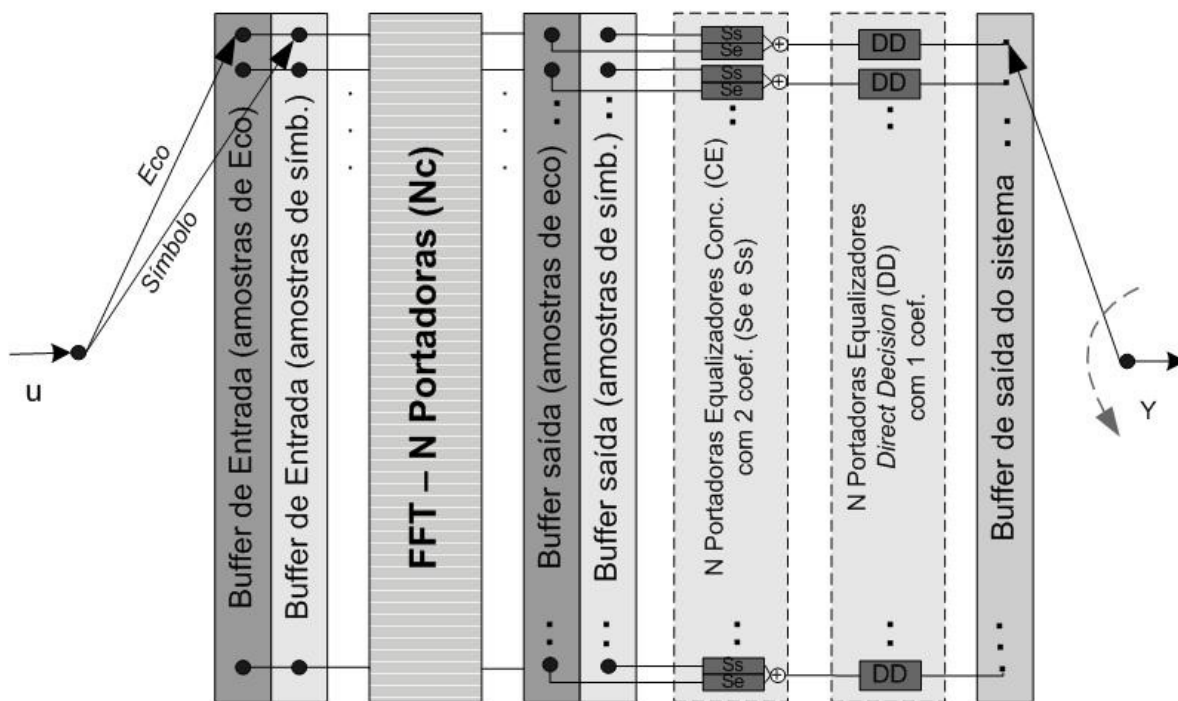 u
Eco
Símbolo
Buffer de Entrada (amostras de Eco)
Buffer de Entrada (amostras de símb.)
FFT – N Portadoras (Nc)
Buffer saída (amostras de eco)
Buffer saída (amostras de símb.)
Ss
Se
Ss
Se
N Portadoras Equalizadores Conc. (CE)
com 2 coef. (Se e Ss)
Ss
Se
DD
DD
N Portadoras Equalizadores
Direct Decision (DD)
com 1 coef.
DD
Buffer de saída do sistema
Y